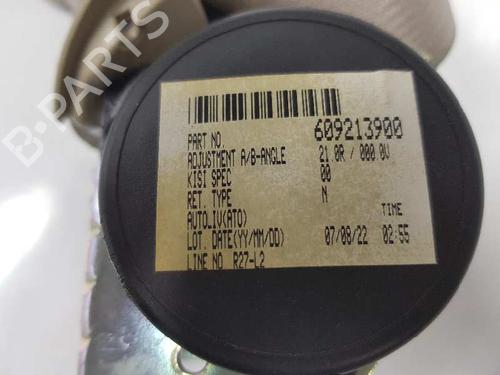 PART NO. 609213900
ADJUSTMENT A/B-ANGLE 21.0R / 000 0V
KISI SPEC 00
RET. TYPE N
AUTOLIV(ATO) TIME
LOT. DATE(YY/MM/DD) 07/08/22 02:55
LINE NO. R27-L2
B-PARTS